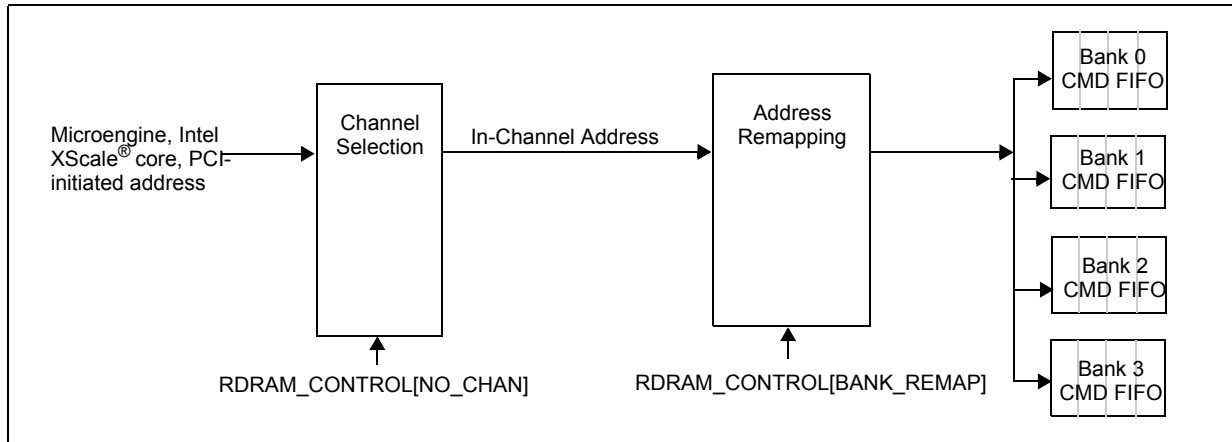 Microengine, Intel
XScale® core, PCI-
initiated address
Channel
Selection
RDRAM_CONTROL[NO_CHAN]
In-Channel Address
Address
Remapping
RDRAM_CONTROL[BANK_REMAP]
Bank 0
CMD FIFO
Bank 1
CMD FIFO
Bank 2
CMD FIFO
Bank 3
CMD FIFO